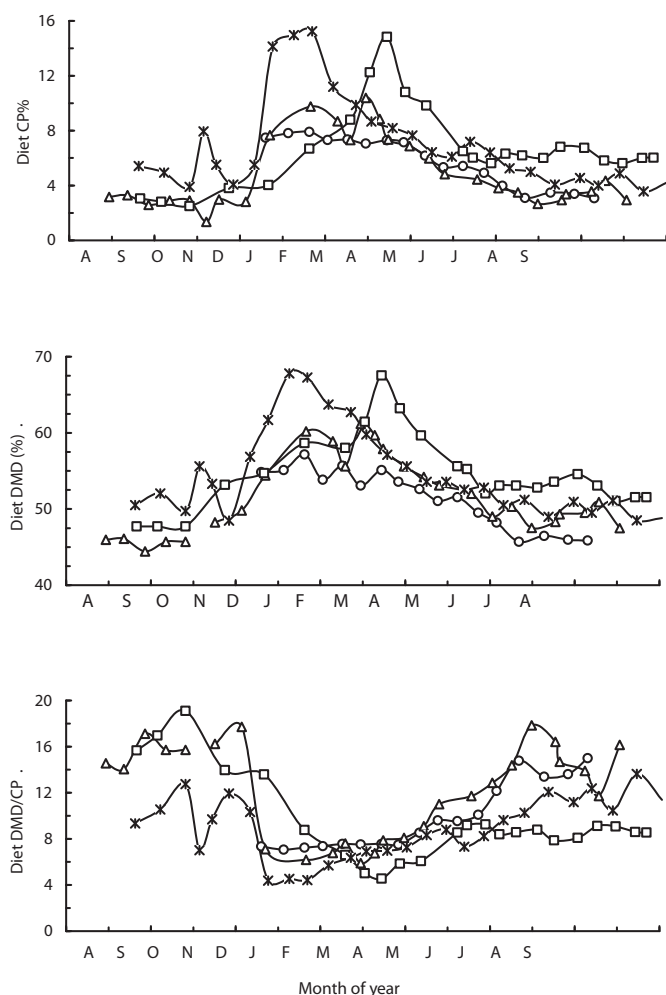 16
12
8
4
0
Diet CP%
A S O N D J F M A M J J A S
70
60
50
40
Diet DMD (%) .
A S O N D J F M A M J J A
20
16
12
8
4
0
Diet DMD/CP .
A S O N D J F M A M J J A S
Month of year